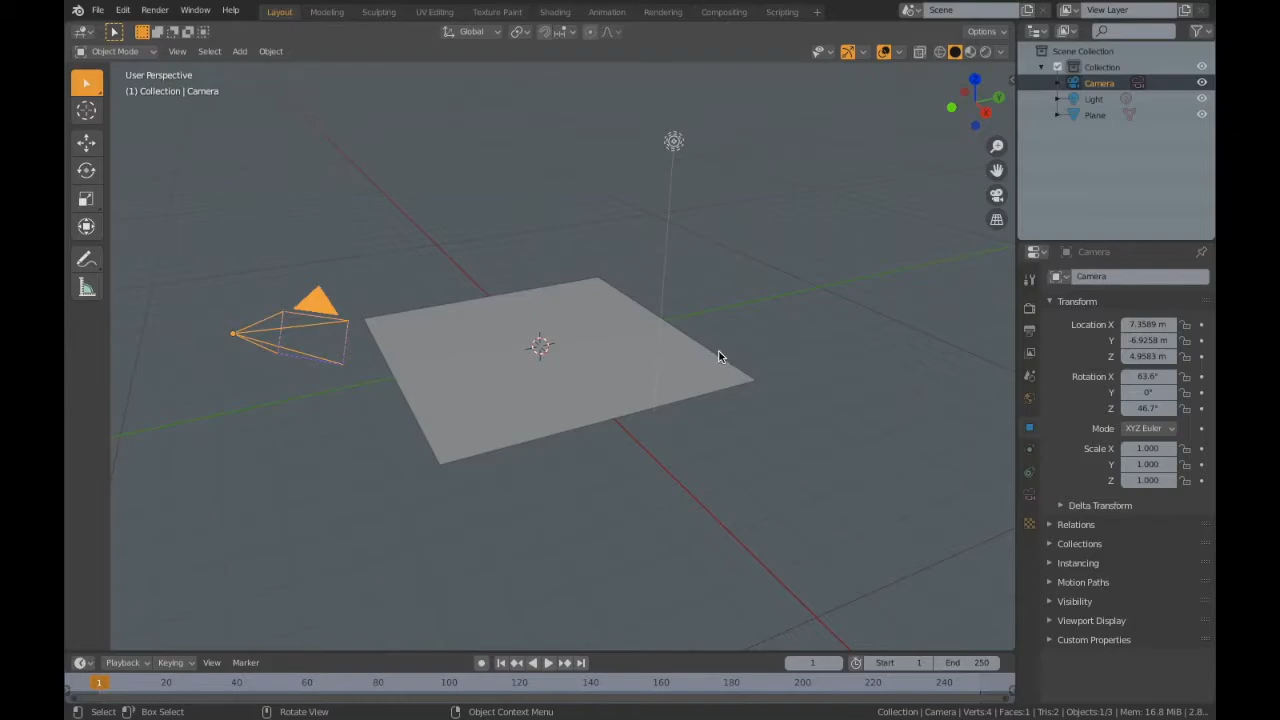 File Edit Render Window Help Layout Modeling Sculpting UV Editing Texture Paint Shading Animation Rendering Compositing Scripting + Scene View Layer
Global Options
Object Mode View Select Add Object
Scene Collection
Collection
Camera
Light
Plane
User Perspective
(1) Collection | Camera
Z
Y
X
Camera
Camera
Transform
Location X 7.3589 m
Y -6.9258 m
Z 4.9583 m
Rotation X 63.6°
Y 0°
Z 46.7°
Mode XYZ Euler
Scale X 1.000
Y 1.000
Z 1.000
Delta Transform
Relations
Collections
Instancing
Motion Paths
Visibility
Viewport Display
Custom Properties
Playback Keying View Marker 1 Start 1 End 250
1 20 40 60 80 100 120 140 160 180 200 220 240
Select Box Select Rotate View Object Context Menu Collection | Camera | Verts:4 | Faces:1 | Tris:2 | Objects:1/3 | Mem: 16.8 MiB | 2.8...